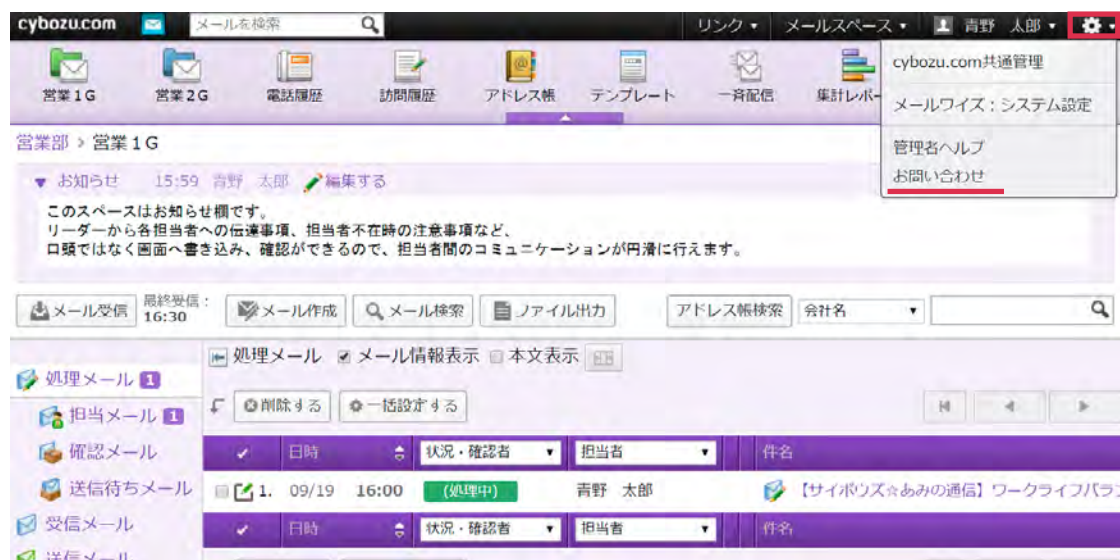 cybozu.com メールを検索 リンク メールスペース 青野 太郎
cybozu.com共通管理
メールワイズ：システム設定
管理者ヘルプ
お問い合わせ
営業1G 営業2G 電話履歴 訪問履歴 アドレス帳 テンプレート 一斉配信 集計レポー
営業部 > 営業1G
▼ お知らせ 15:59 青野 太郎 編集する
このスペースはお知らせ欄です。
リーダーから各担当者への伝達事項、担当者不在時の注意事項など、
口頭ではなく画面へ書き込み、確認ができるので、担当者間のコミュニケーションが円滑に行えます。
メール受信 最終受信：
16:30
メール作成 メール検索 ファイル出力 アドレス帳検索 会社名
処理メール メール情報表示 本文表示
処理メール 1
削除する 一括設定する
担当メール 1
確認メール
日時 状況・確認者 担当者 件名
送信待ちメール
1. 09/19 16:00 (処理中) 青野 太郎 【サイボウズ☆あみの通信】ワークライフバラン
受信メール
日時 状況・確認者 担当者 件名
送信メール